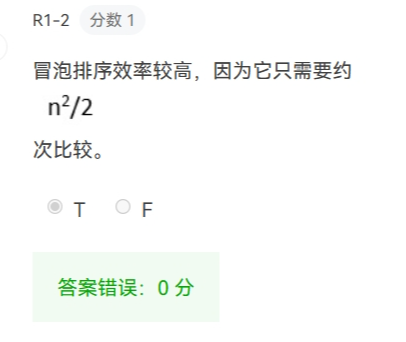 R1-2 分数 1
冒泡排序效率较高，因为它只需要约
n²/2
次比较。
T F
答案错误：0 分